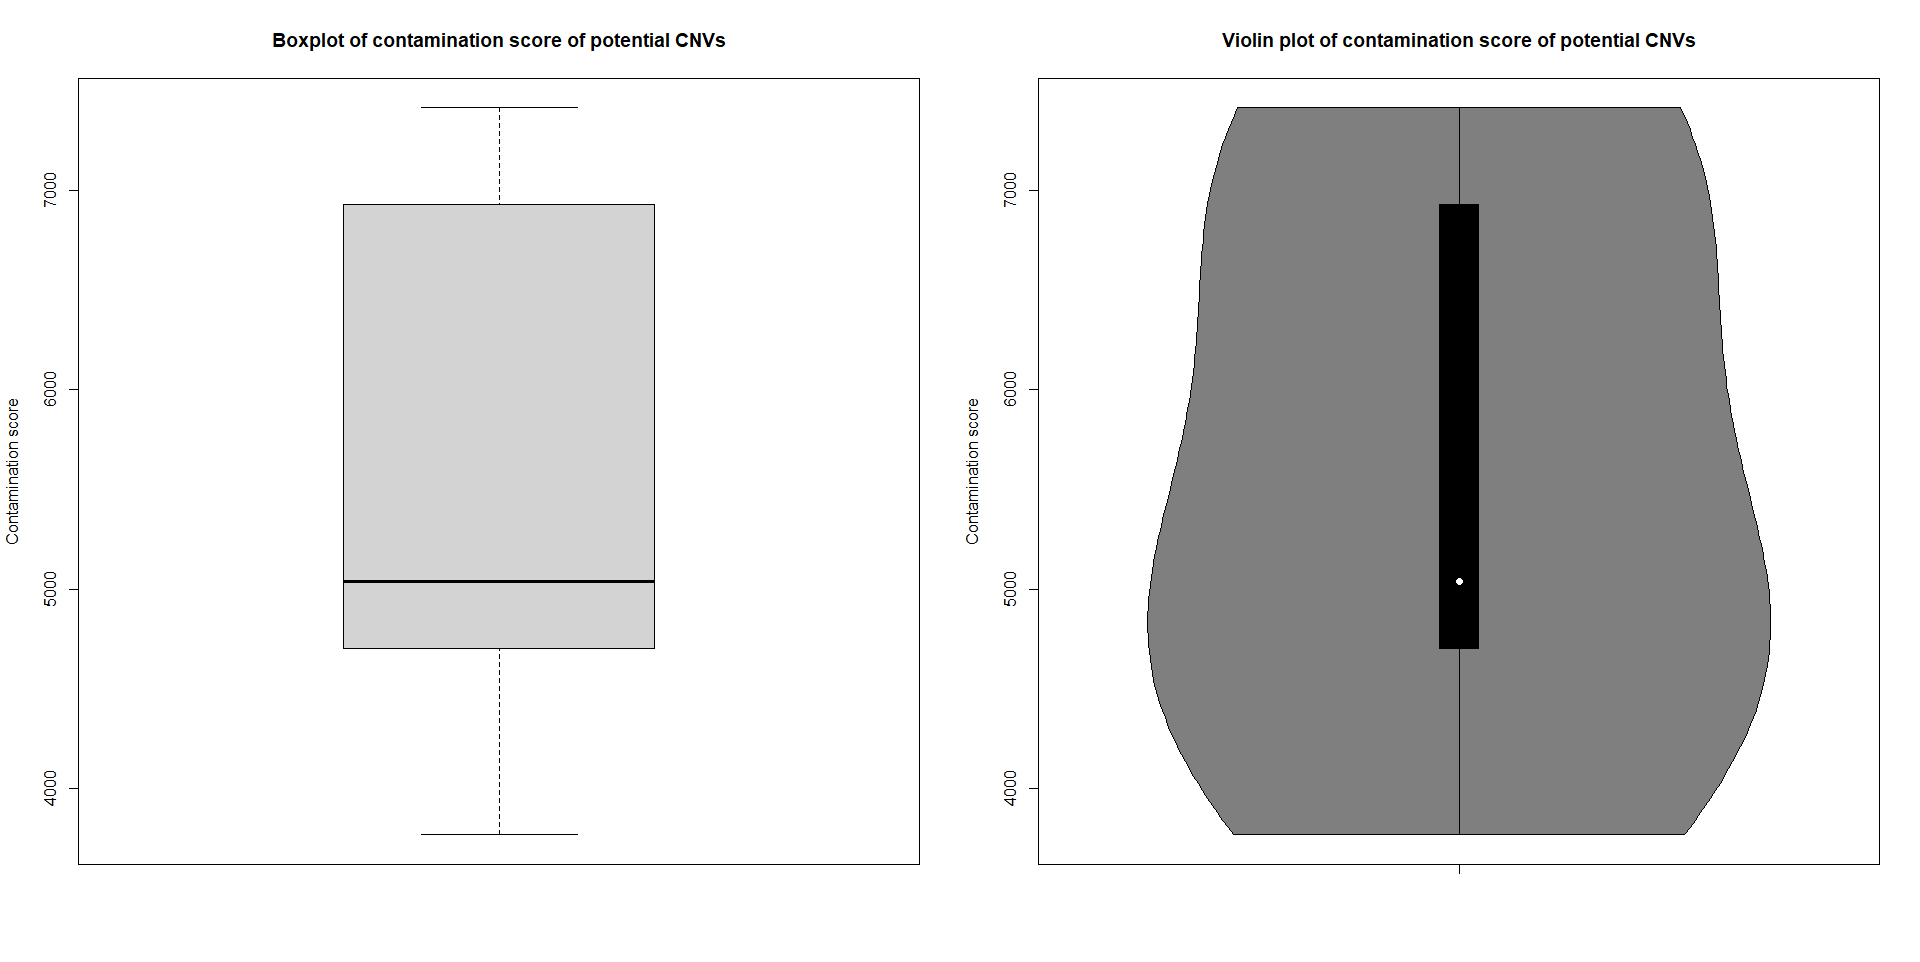 Boxplot of contamination score of potential CNVs
Contamination score
7000
6000
5000
4000
Violin plot of contamination score of potential CNVs
Contamination score
7000
6000
5000
4000